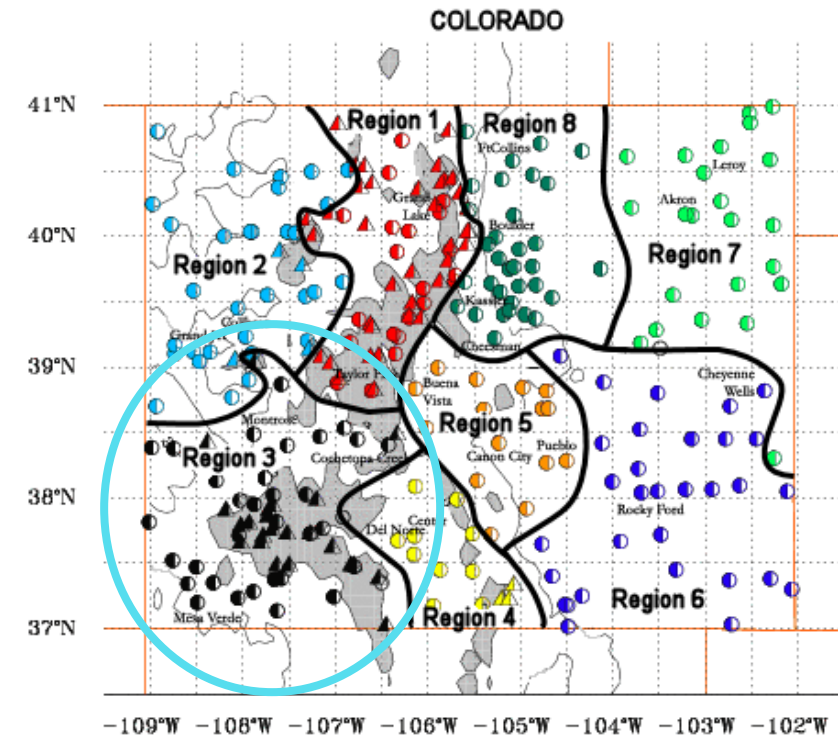 COLORADO
41°N
Region 1
Region 8
FtCollins
Leroy
Akron
Grand
Lake
40°N
Boulder
Region 2
Region 7
Kassler
Cheesman
39°N
Taylor
Buena
Vista
Cheyenne
Wells
Montrose
Region 5
Region 3
Cochetopa Creek
Canon City
Pueblo
38°N
Rocky Ford
Del Norte
Center
Mesa Verde
Region 4
Region 6
37°N
-109°W -108°W -107°W -106°W -105°W -104°W -103°W -102°W